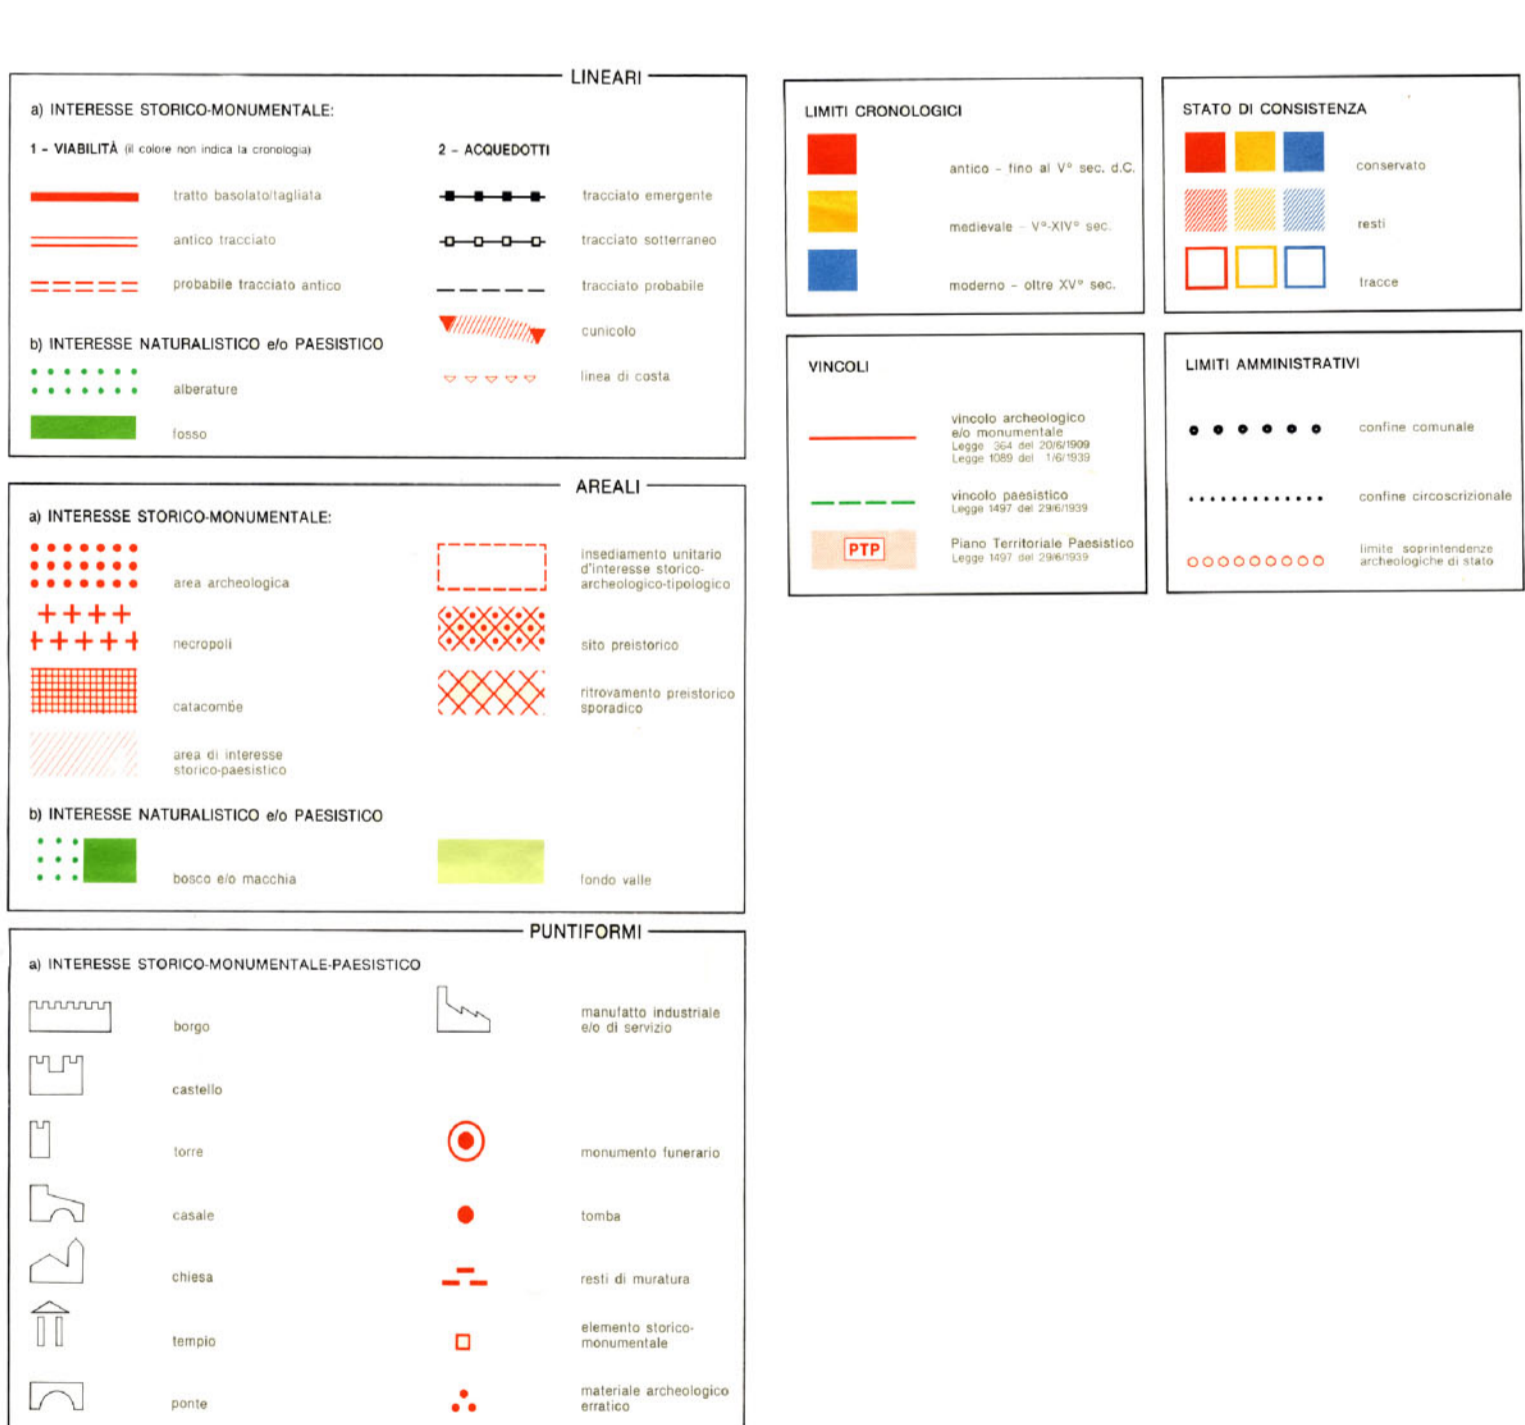 LINEARI
a) INTERESSE STORICO-MONUMENTALE:
1 - VIABILITÀ (il colore non indica la cronologia)
tratto basolato/tagliata
antico tracciato
probabile tracciato antico
2 - ACQUEDOTTI
tracciato emergente
tracciato sotterraneo
tracciato probabile
cunicolo
linea di costa
b) INTERESSE NATURALISTICO e/o PAESISTICO
alberature
fosso
AREALI
a) INTERESSE STORICO-MONUMENTALE:
area archeologica
necropoli
catacombe
area di interesse
storico-paesistico
insediamento unitario
d'interesse storico-
archeologico-tipologico
sito preistorico
ritrovamento preistorico
sporadico
b) INTERESSE NATURALISTICO e/o PAESISTICO
bosco e/o macchia
fondo valle
PUNTIFORMI
a) INTERESSE STORICO-MONUMENTALE-PAESISTICO
borgo
castello
torre
casale
chiesa
tempio
ponte
manufatto industriale
e/o di servizio
monumento funerario
tomba
resti di muratura
elemento storico-
monumentale
materiale archeologico
erratico
LIMITI CRONOLOGICI
antico - fino al V° sec. d.C.
medievale - V°-XIV° sec.
moderno - oltre XV° sec.
STATO DI CONSISTENZA
conservato
resti
tracce
VINCOLI
vincolo archeologico
e/o monumentale
Legge 364 del 20/6/1909
Legge 1089 del 1/6/1939
vincolo paesistico
Legge 1497 del 29/6/1939
PTP
Piano Territoriale Paesistico
Legge 1497 del 29/6/1939
LIMITI AMMINISTRATIVI
confine comunale
confine circoscrizionale
limite soprintendenze
archeologiche di stato